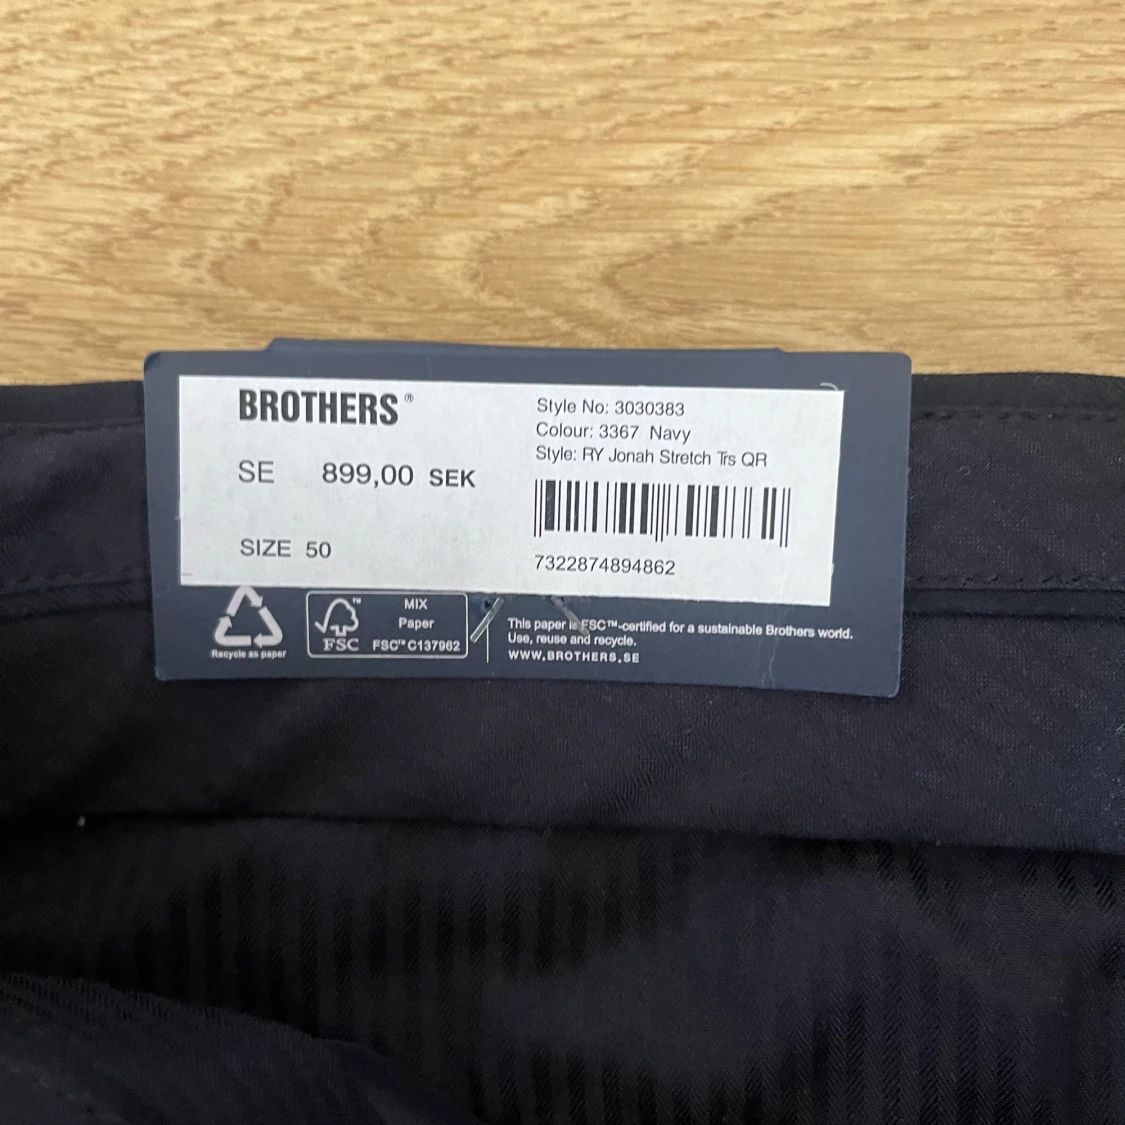 BROTHERS®
SE 899,00 SEK
SIZE 50
Style No: 3030383
Colour: 3367 Navy
Style: RY Jonah Stretch Trs QR
7322874894862
Recycle as paper
FSC™
MIX
Paper
FSC™ C137962
This paper is FSC™-certified for a sustainable Brothers world.
Use, reuse and recycle.
WWW.BROTHERS.SE